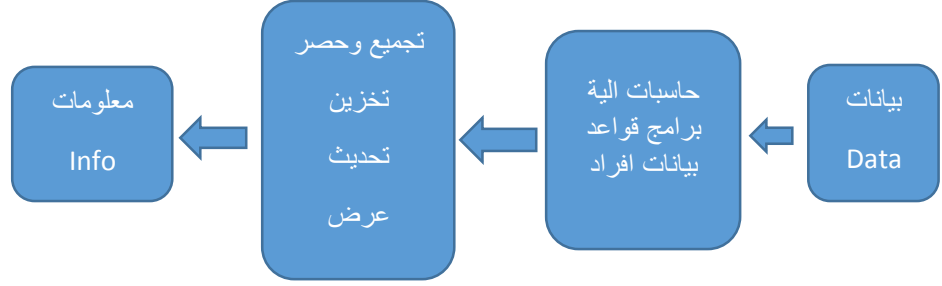 بيانات
Data
حاسبات الية
برامج قواعد
بيانات افراد
تجميع وحصر
تخزين
تحديث
عرض
معلومات
Info